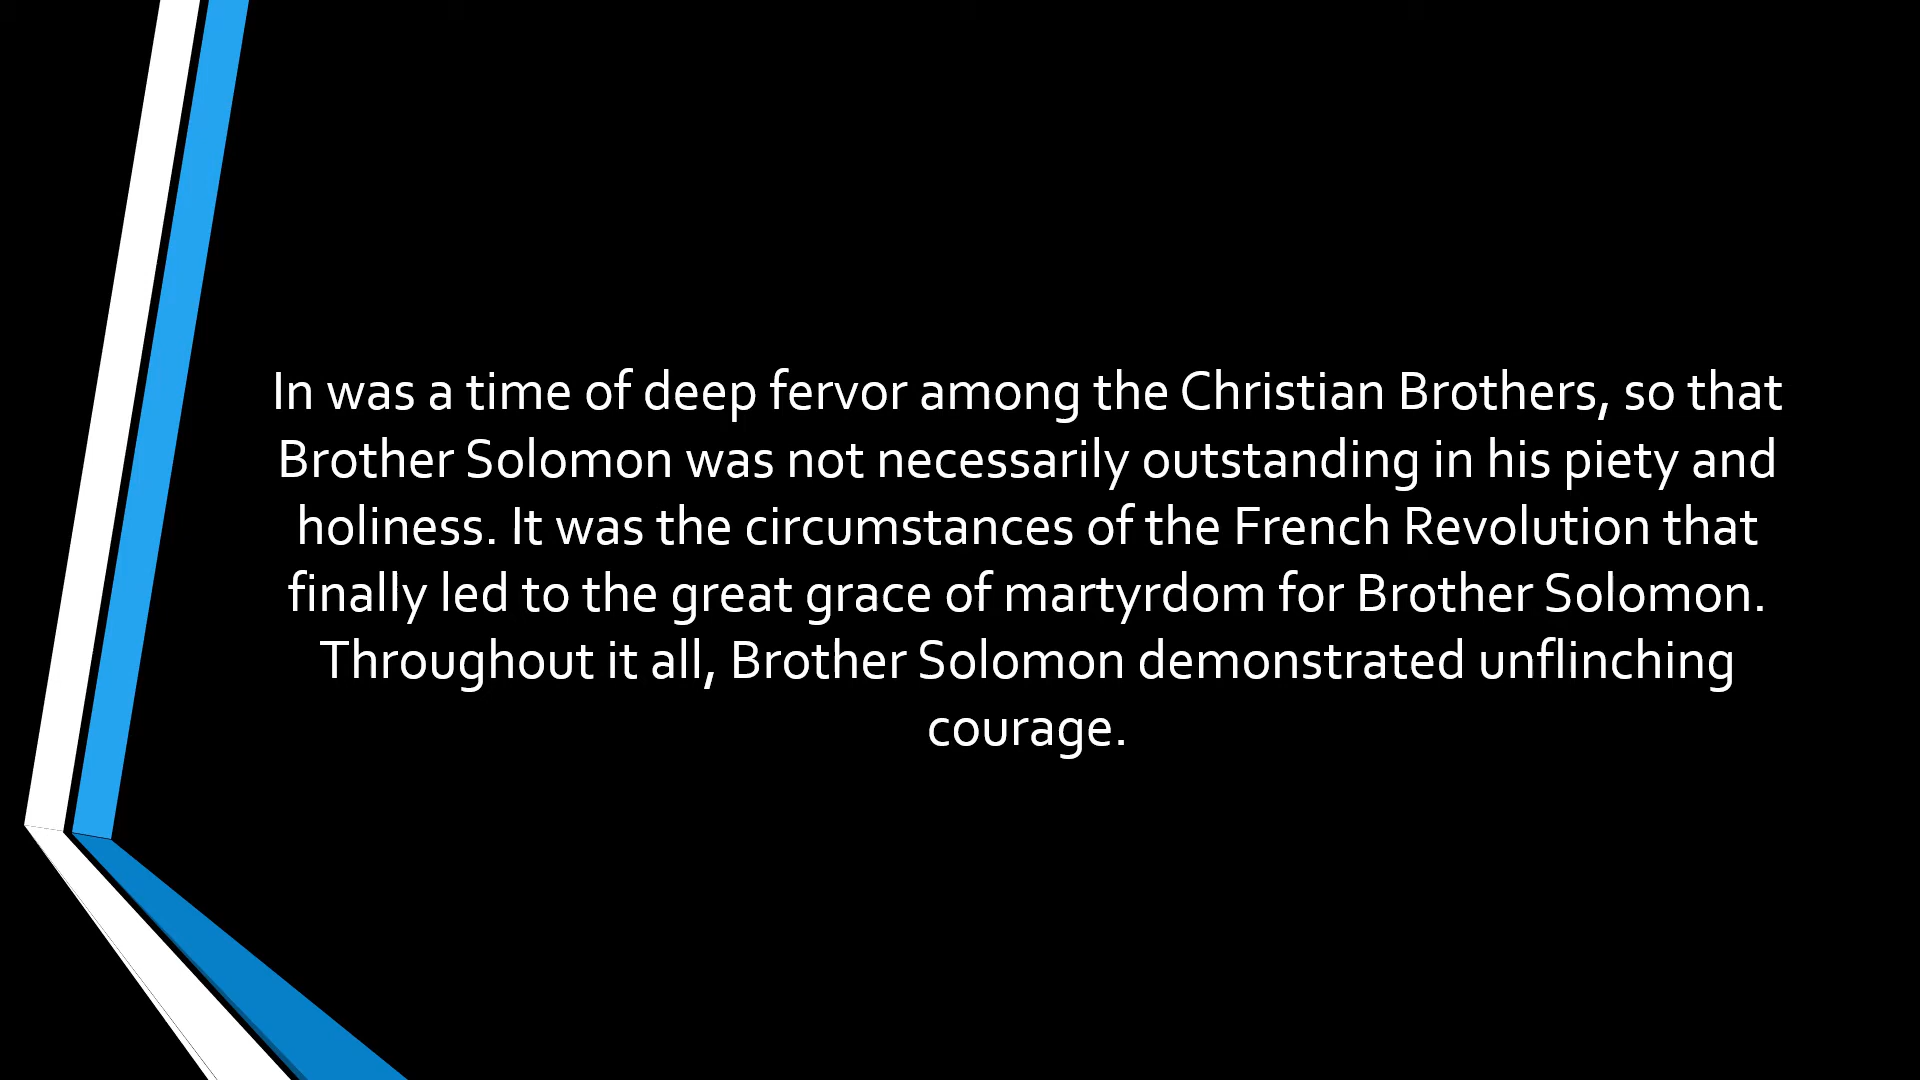 In was a time of deep fervor among the Christian Brothers, so that
Brother Solomon was not necessarily outstanding in his piety and
holiness. It was the circumstances of the French Revolution that
finally led to the great grace of martyrdom for Brother Solomon.
Throughout it all, Brother Solomon demonstrated unflinching
courage.